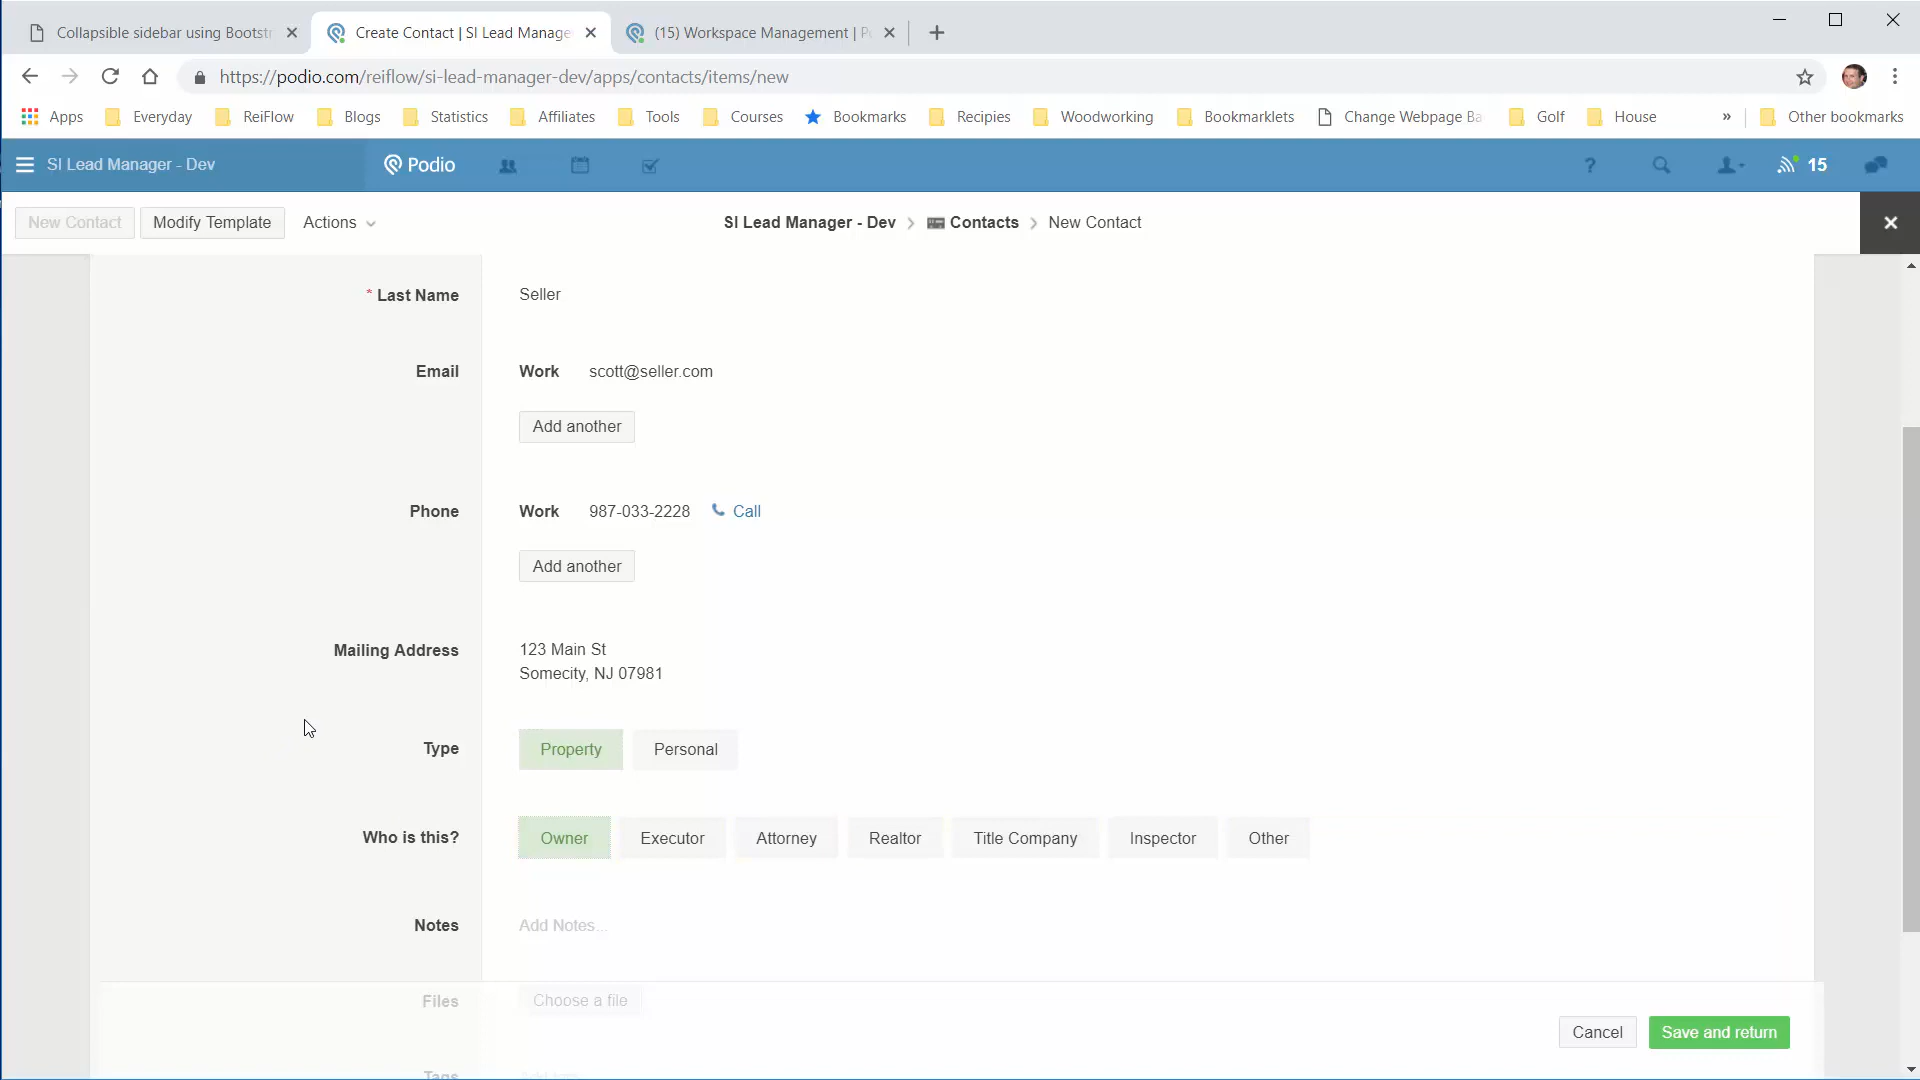 Collapsible sidebar using Bootstr
Create Contact | SI Lead Manage
(15) Workspace Management | P
https://podio.com/reiflow/si-lead-manager-dev/apps/contacts/items/new
Apps Everyday ReiFlow Blogs Statistics Affiliates Tools Courses Bookmarks Recipies Woodworking Bookmarklets Change Webpage Ba Golf House » Other bookmarks
SI Lead Manager - Dev Podio ? 15
New Contact Modify Template Actions SI Lead Manager - Dev Contacts New Contact
* Last Name Seller
Email Work scott@seller.com
Add another
Phone Work 987-033-2228 Call
Add another
Mailing Address 123 Main St
Somecity, NJ 07981
Type Property Personal
Who is this? Owner Executor Attorney Realtor Title Company Inspector Other
Notes Add Notes...
Files Choose a file
Cancel Save and return
Tags